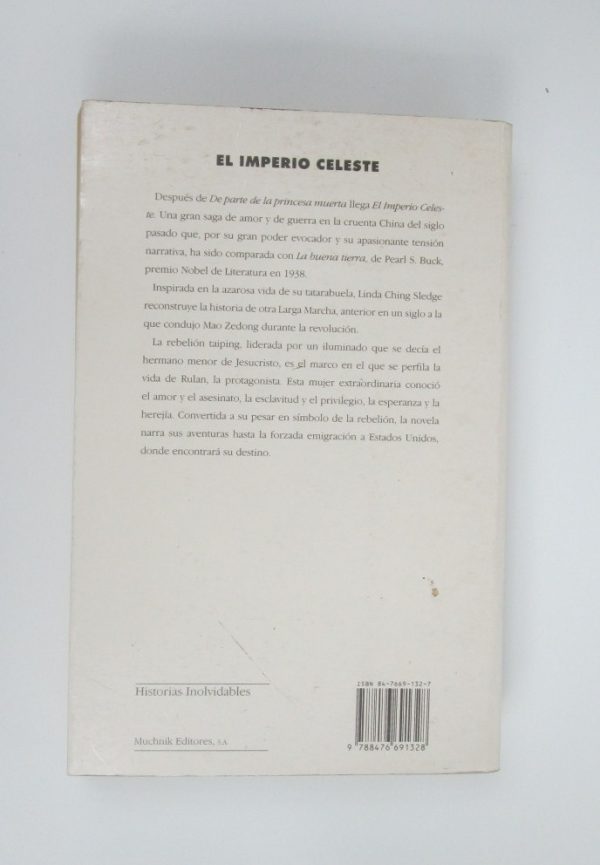 EL IMPERIO CELESTE
Después de De parte de la princesa muerta llega El Imperio Celes-
te. Una gran saga de amor y de guerra en la cruenta China del siglo
pasado que, por su gran poder evocador y su apasionante tensión
narrativa, ha sido comparada con La buena tierra, de Pearl S. Buck,
premio Nobel de Literatura en 1938.
Inspirada en la azarosa vida de su tatarabuela, Linda Ching Sledge
reconstruye la historia de otra Larga Marcha, anterior en un siglo a la
que condujo Mao Zedong durante la revolución.
La rebelión taiping, liderada por un iluminado que se decía el
hermano menor de Jesucristo, es el marco en el que se perfila la
vida de Rulan, la protagonista. Esta mujer extraordinaria conoció
el amor y el asesinato, la esclavitud y el privilegio, la esperanza y la
herejía. Convertida a su pesar en símbolo de la rebelión, la novela
narra sus aventuras hasta la forzada emigración a Estados Unidos,
donde encontrará su destino.
Historias Inolvidables
Muchnik Editores, SA
ISBN 84-7669-132-7
9 788476 691328